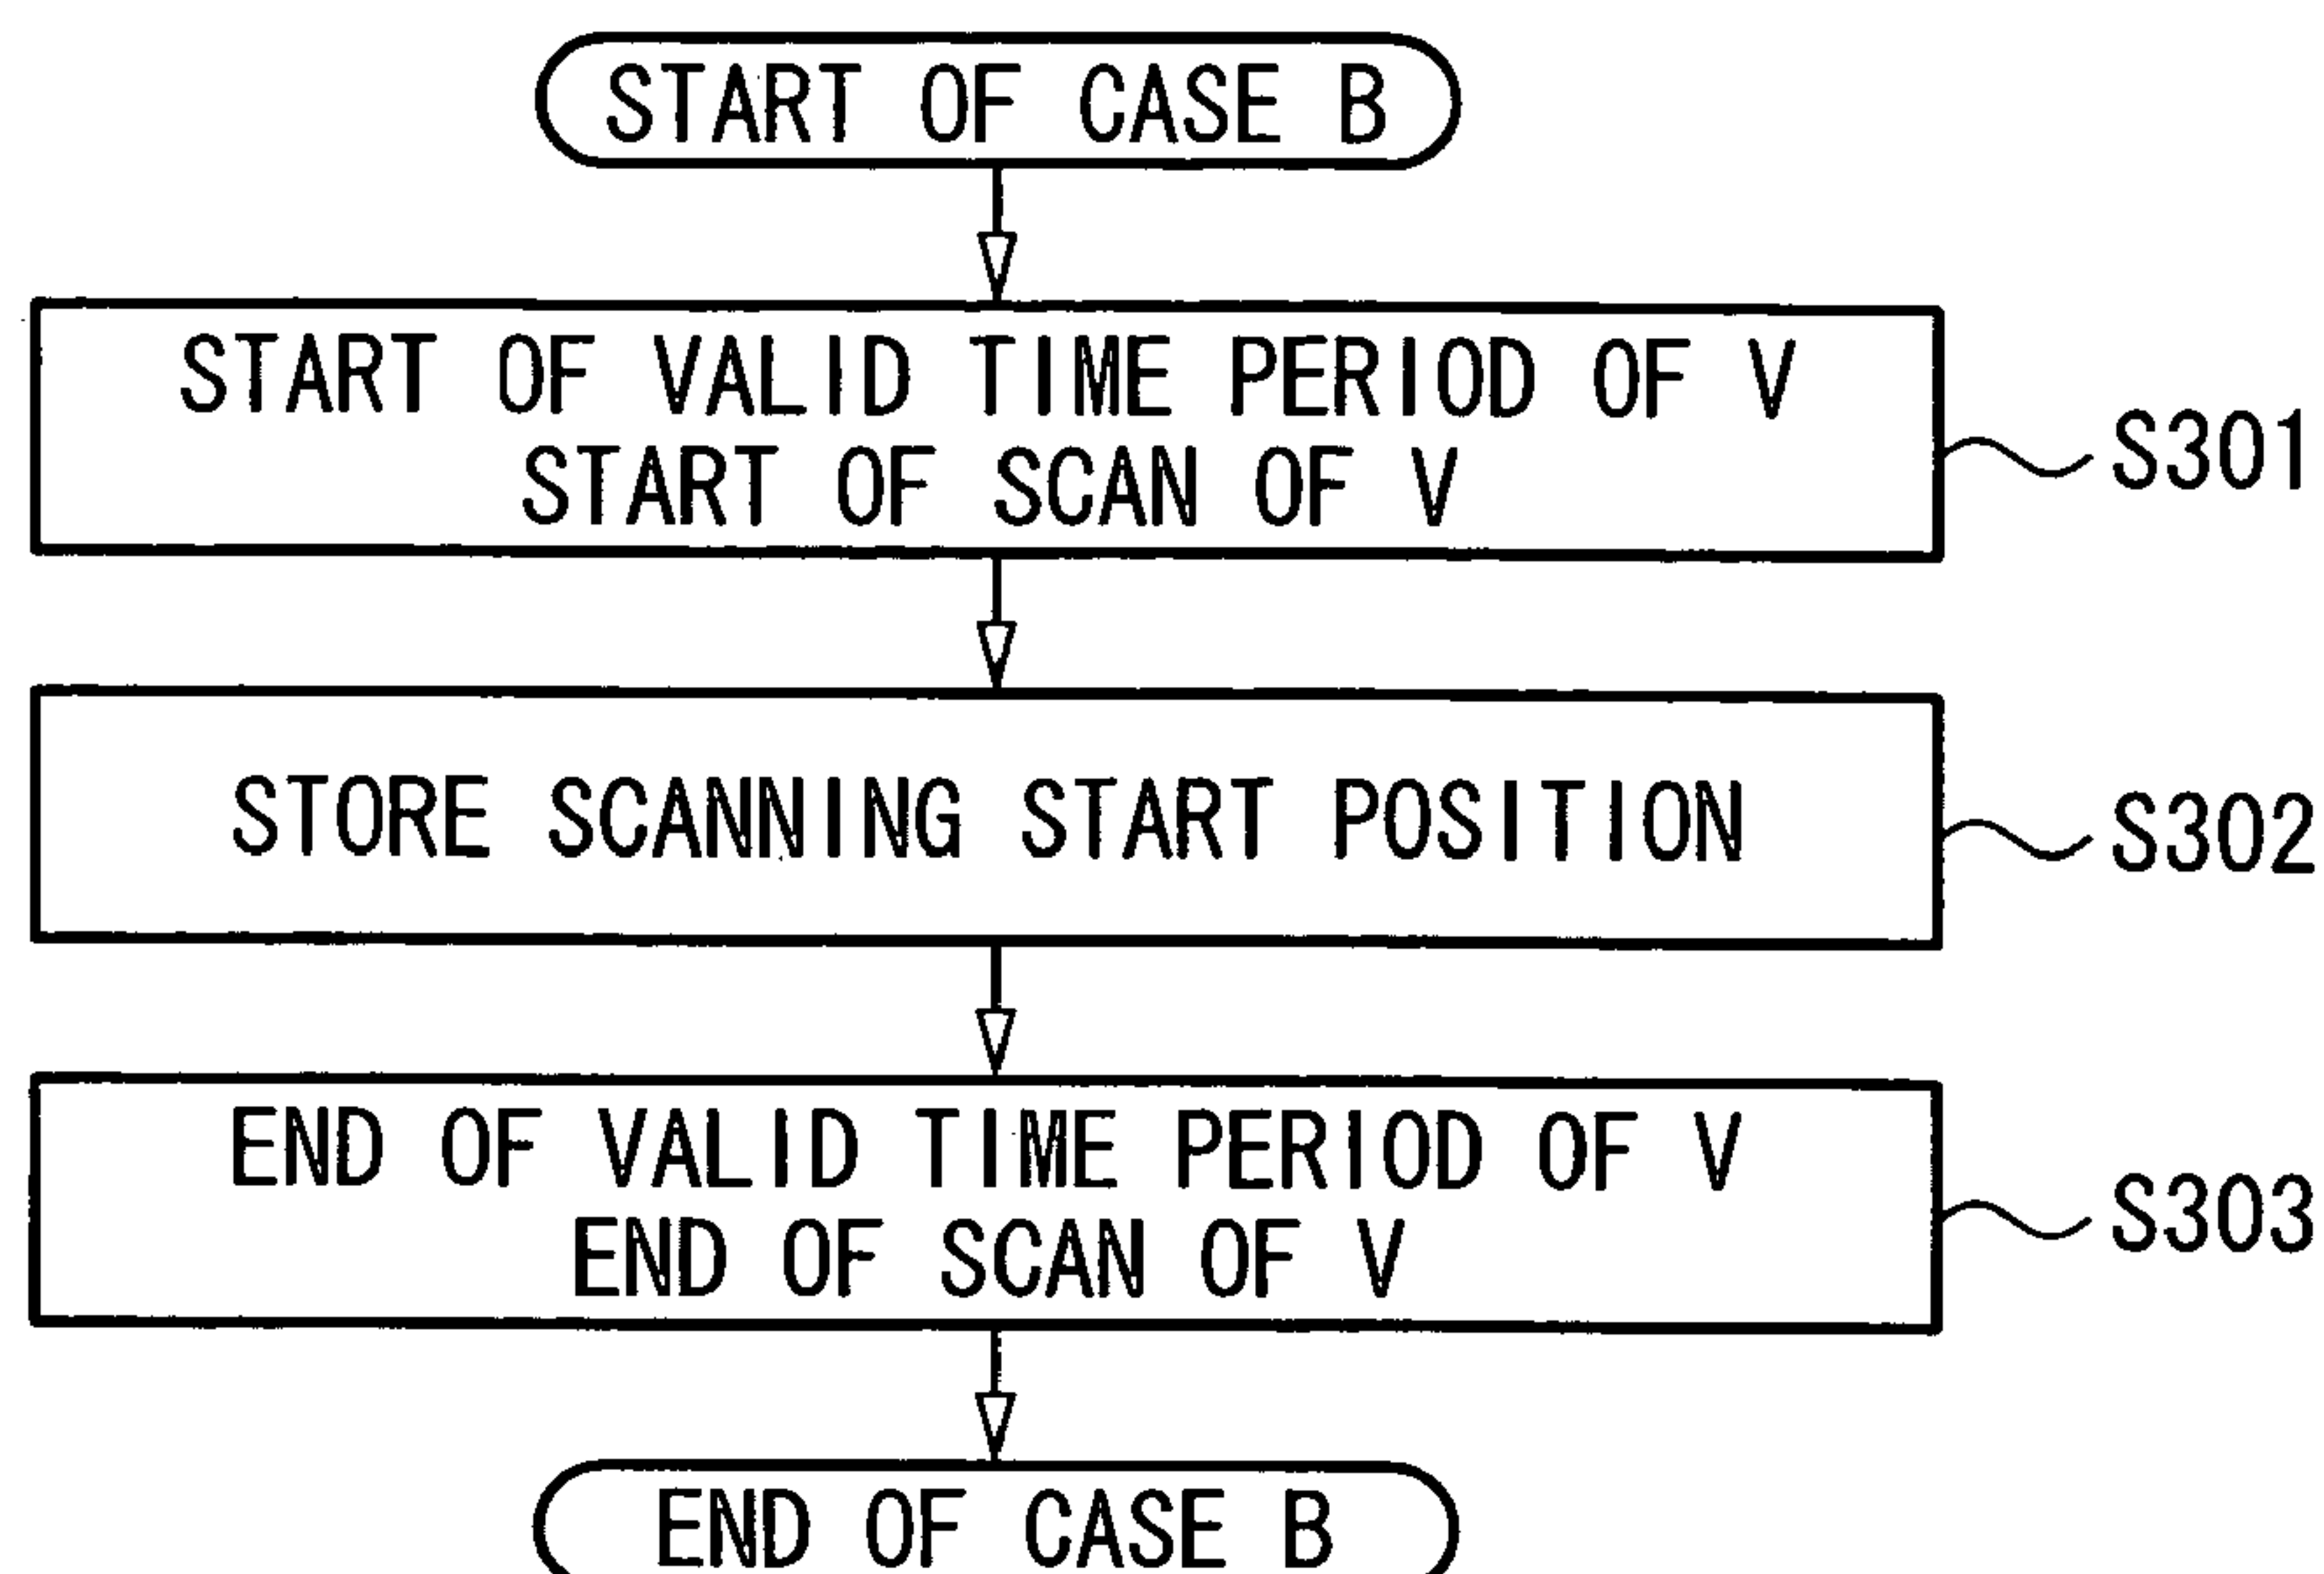 START OF CASE B
START OF VALID TIME PERIOD OF V
START OF SCAN OF V
S301
STORE SCANNING START POSITION
S302
END OF VALID TIME PERIOD OF V
END OF SCAN OF V
S303
END OF CASE B